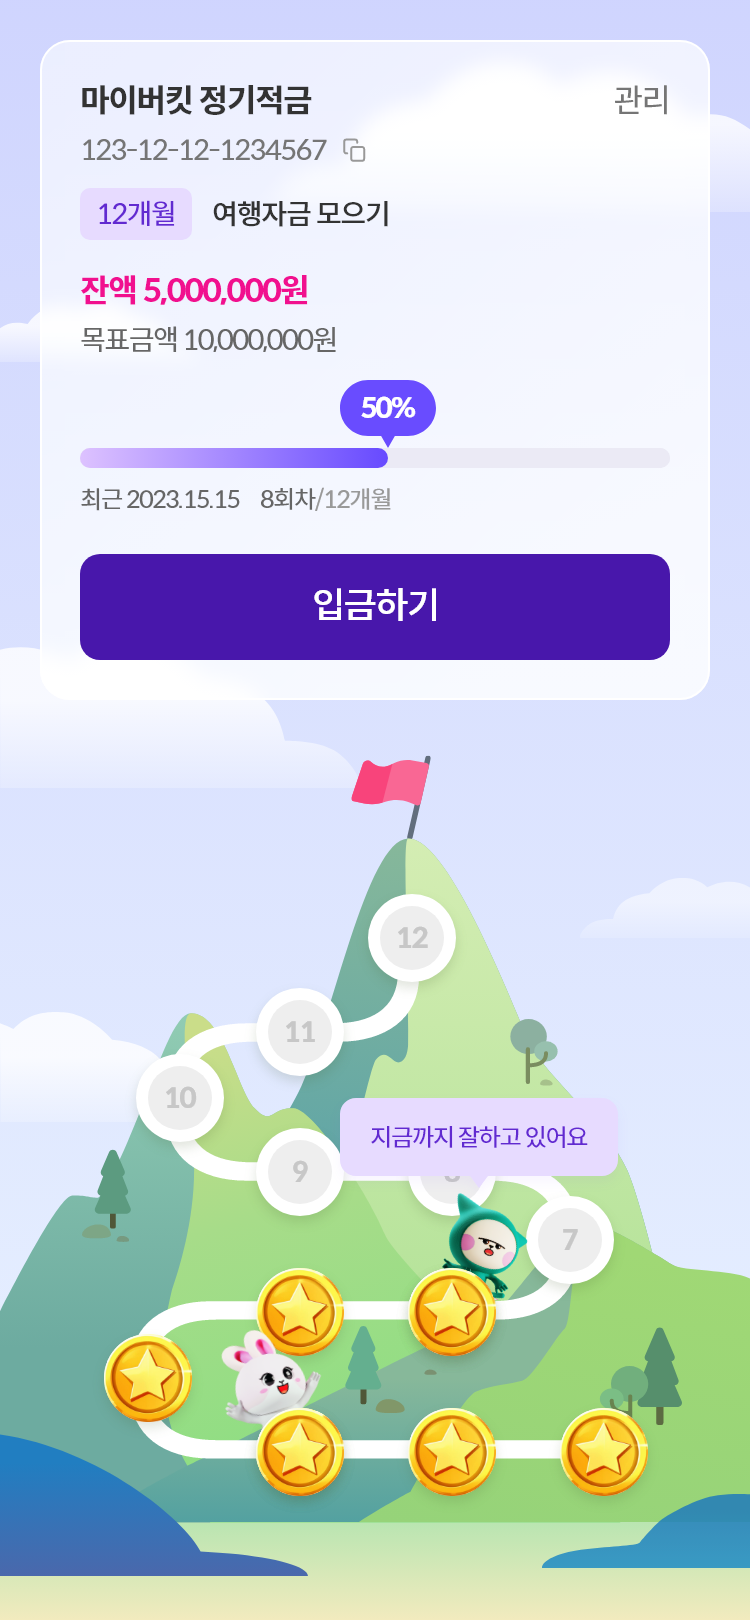 마이버킷 정기적금
관리
123-12-12-1234567
12개월
여행자금 모으기
잔액 5,000,000원
목표금액 10,000,000원
50%
최근 2023.15.15 8회차/12개월
입금하기
12
11
10
지금까지 잘하고 있어요
9
8
7